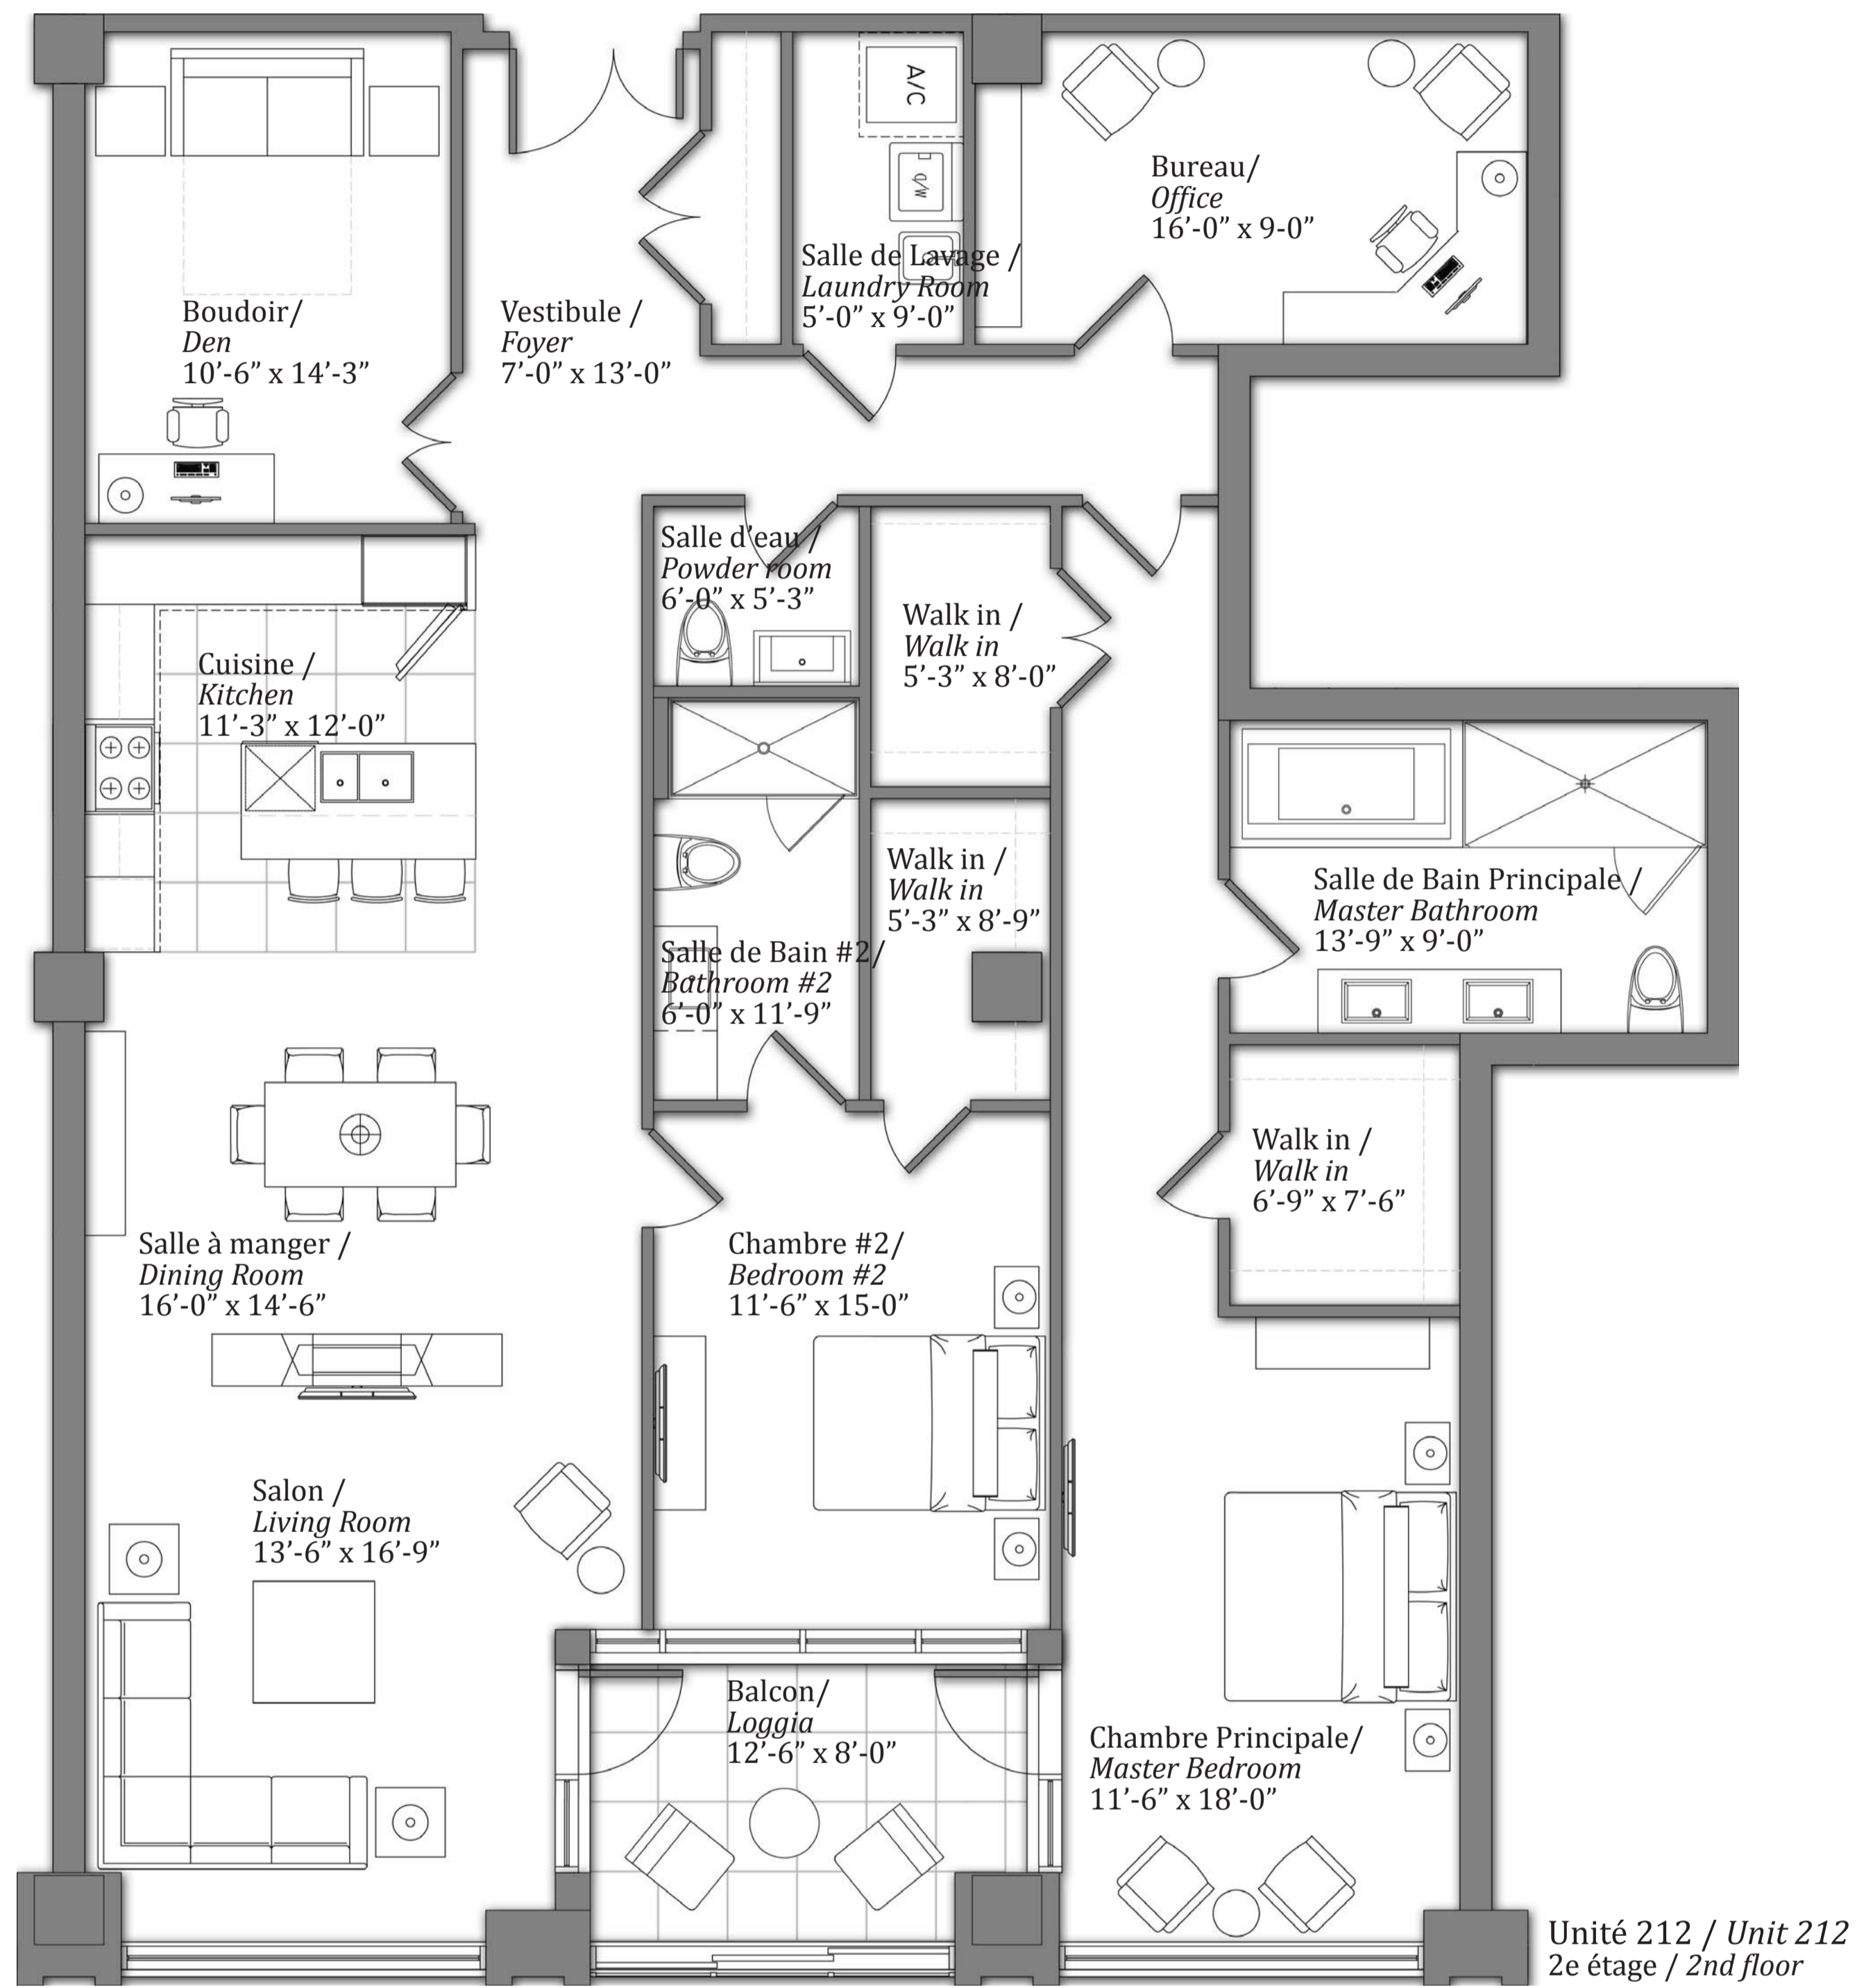 A/C
G/W
Bureau/
Office
16’-0” x 9-0”
Salle de Lavage /
Laundry Room
5’-0” x 9’-0”
Boudoir/
Den
10’-6” x 14’-3”
Vestibule /
Foyer
7’-0” x 13’-0”
Salle d’eau /
Powder room
6’-0” x 5’-3”
Walk in /
Walk in
5’-3” x 8’-0”
Cuisine /
Kitchen
11’-3” x 12’-0”
Walk in /
Walk in
5’-3” x 8’-9”
Salle de Bain Principale /
Master Bathroom
13’-9” x 9’-0”
Salle de Bain #2/
Bathroom #2
6’-0” x 11’-9”
Walk in /
Walk in
6’-9” x 7’-6”
Salle à manger /
Dining Room
16’-0” x 14’-6”
Chambre #2/
Bedroom #2
11’-6” x 15-0”
Salon /
Living Room
13’-6” x 16’-9”
Balcon/
Loggia
12’-6” x 8’-0”
Chambre Principale/
Master Bedroom
11’-6” x 18’-0”
Unité 212 / Unit 212
2e étage / 2nd floor